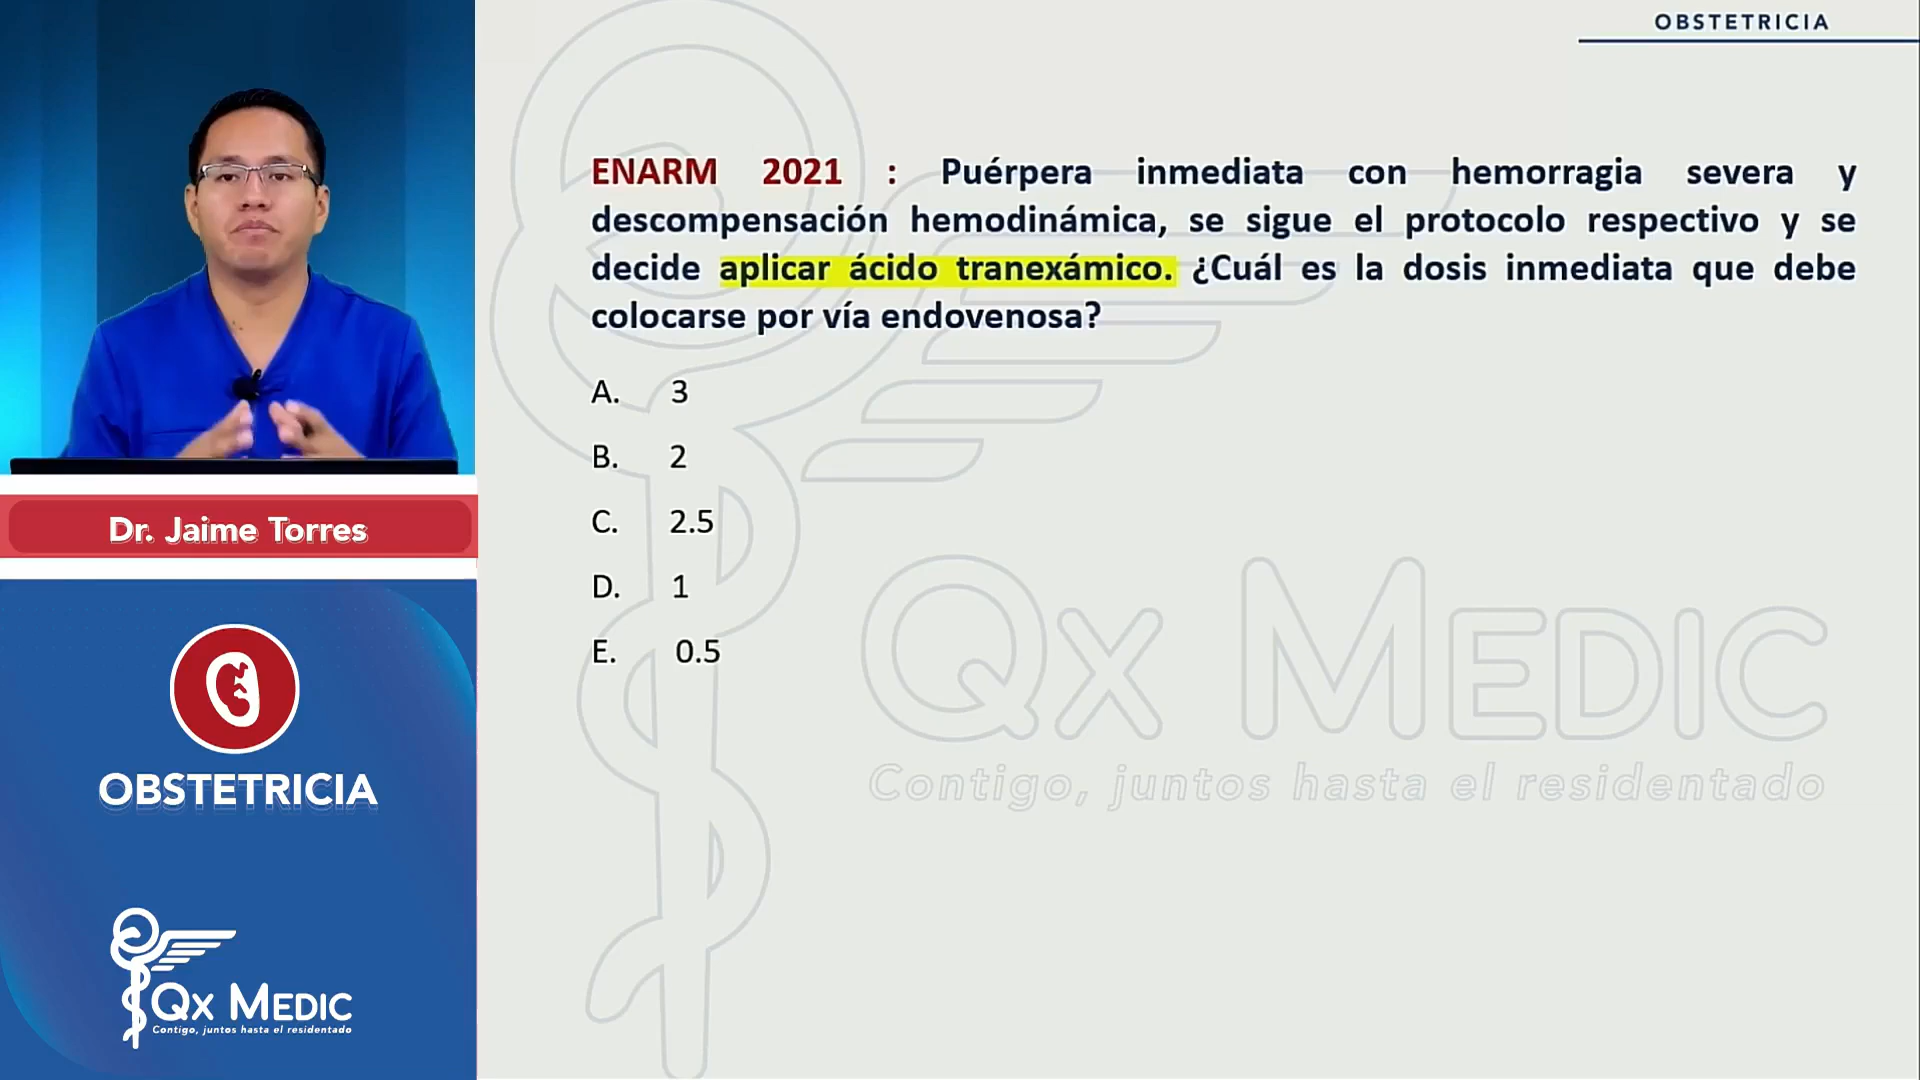 OBSTETRICIA
ENARM 2021 : Puérpera inmediata con hemorragia severa y
descompensación hemodinámica, se sigue el protocolo respectivo y se
decide aplicar ácido tranexámico. ¿Cuál es la dosis inmediata que debe
colocarse por vía endovenosa?
A. 3
B. 2
C. 2.5
D. 1
E. 0.5
Qx MEDIC
Contigo, juntos hasta el residentado
Dr. Jaime Torres
OBSTETRICIA
Qx MEDIC
Contigo, juntos hasta el residentado